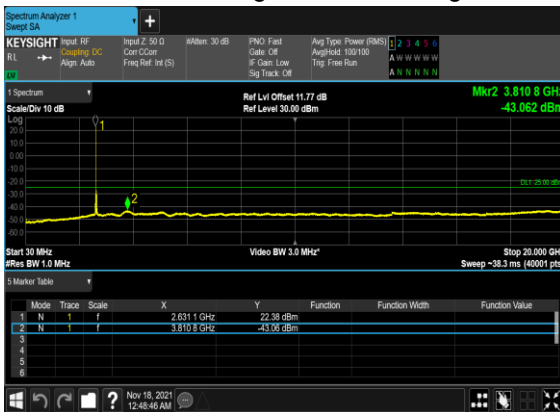 Spectrum Analyzer 1
Swept SA
KEYSIGHT
RL
Input: RF
Coupling: DC
Align: Auto
Input Z: 50 Ω
Corr CCorr
Freq Ref: Int (S)
#Atten: 30 dB
PNO: Fast
Gate: Off
IF Gain: Low
Sig Track: Off
Avg Type: Power (RMS)
Avg|Hold: 100/100
Trig: Free Run
1 2 3 4 5 6
A W W W W W
A N N N N N
LV
1 Spectrum
Scale/Div 10 dB
Ref Lvl Offset 11.77 dB
Ref Level 30.00 dBm
Mkr2 3.810 8 GHz
-43.062 dBm
Log
20.0
10.0
0.00
-10.0
-20.0
-30.0
-40.0
-50.0
-60.0
1
2
DL1 -25.00 dBm
Start 30 MHz
#Res BW 1.0 MHz
Video BW 3.0 MHz*
Stop 20.000 GH
Sweep ~38.3 ms (40001 pts
5 Marker Table
Mode Trace Scale X Y Function Function Width Function Value
1 N 1 f 2.631 1 GHz 22.38 dBm
2 N 1 f 3.810 8 GHz -43.06 dBm
3
4
5
6
?
Nov 18, 2021
12:48:46 AM